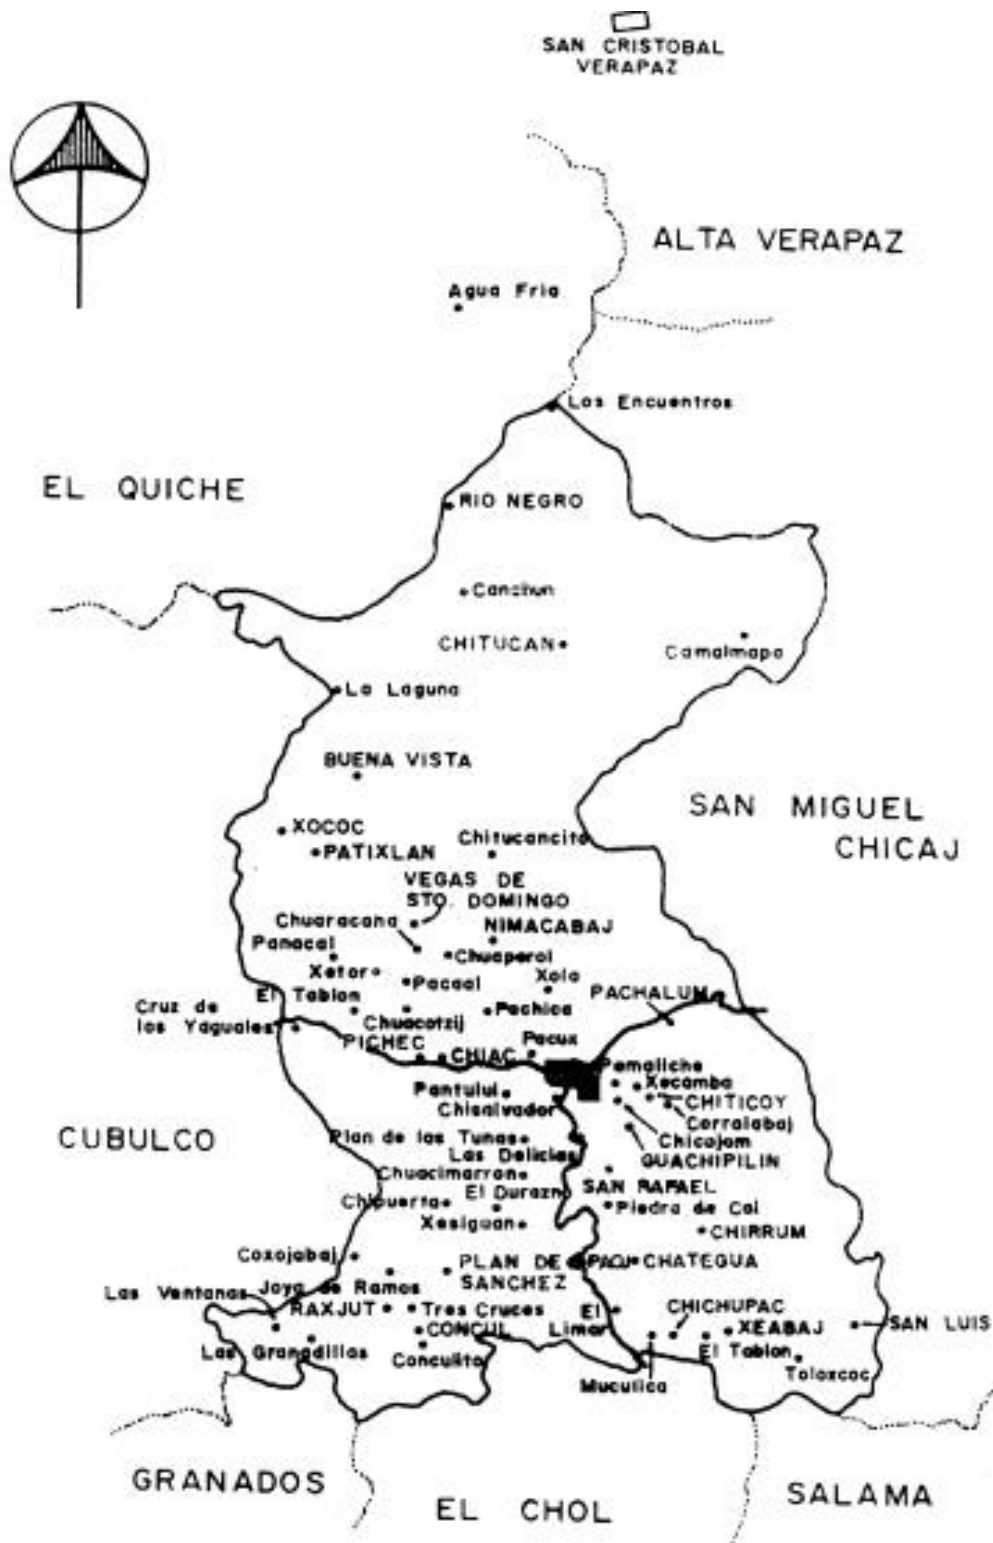 SAN CRISTOBAL
VERAPAZ
ALTA VERAPAZ
Agua Fria
Los Encuentros
EL QUICHE
RIO NEGRO
Canchun
CHITUCAN
Camalmapa
La Laguna
BUENA VISTA
SAN MIGUEL
CHICAJ
XOCOC
Chitucancito
PATIXLAN
VEGAS DE
STO. DOMINGO
Chuaracana
NIMACABAJ
Panacal
Chuaperol
Xetor
Xolo
Pacaal
PACHALUM
El Tablon
Cruz de
los Yaguales
Pachica
Chuacotzij
PICHEC
CHIAC
Pacux
Pamaliche
Xecamba
Pantulul
CHITICOY
Chisalvador
Cerralabaj
CUBULCO
Plan de las Tunas
Chicojom
Las Delicias
GUACHIPILIN
Chuacimarron
El Durazno
SAN RAFAEL
Chipuerta
Piedra de Cal
Xesiguan
CHIRRUM
Coxojabaj
PLAN DE
SANCHEZ
PAOJ
CHATEGUA
Las Ventanas
Joya de Ramos
RAXJUT
Tres Cruces
El
Limar
CHICHUPAC
CONCUL
XEABAJ
SAN LUIS
Las Granadillas
Conculito
El Tablon
Toloxcoc
Muculica
GRANADOS
EL CHOL
SALAMA